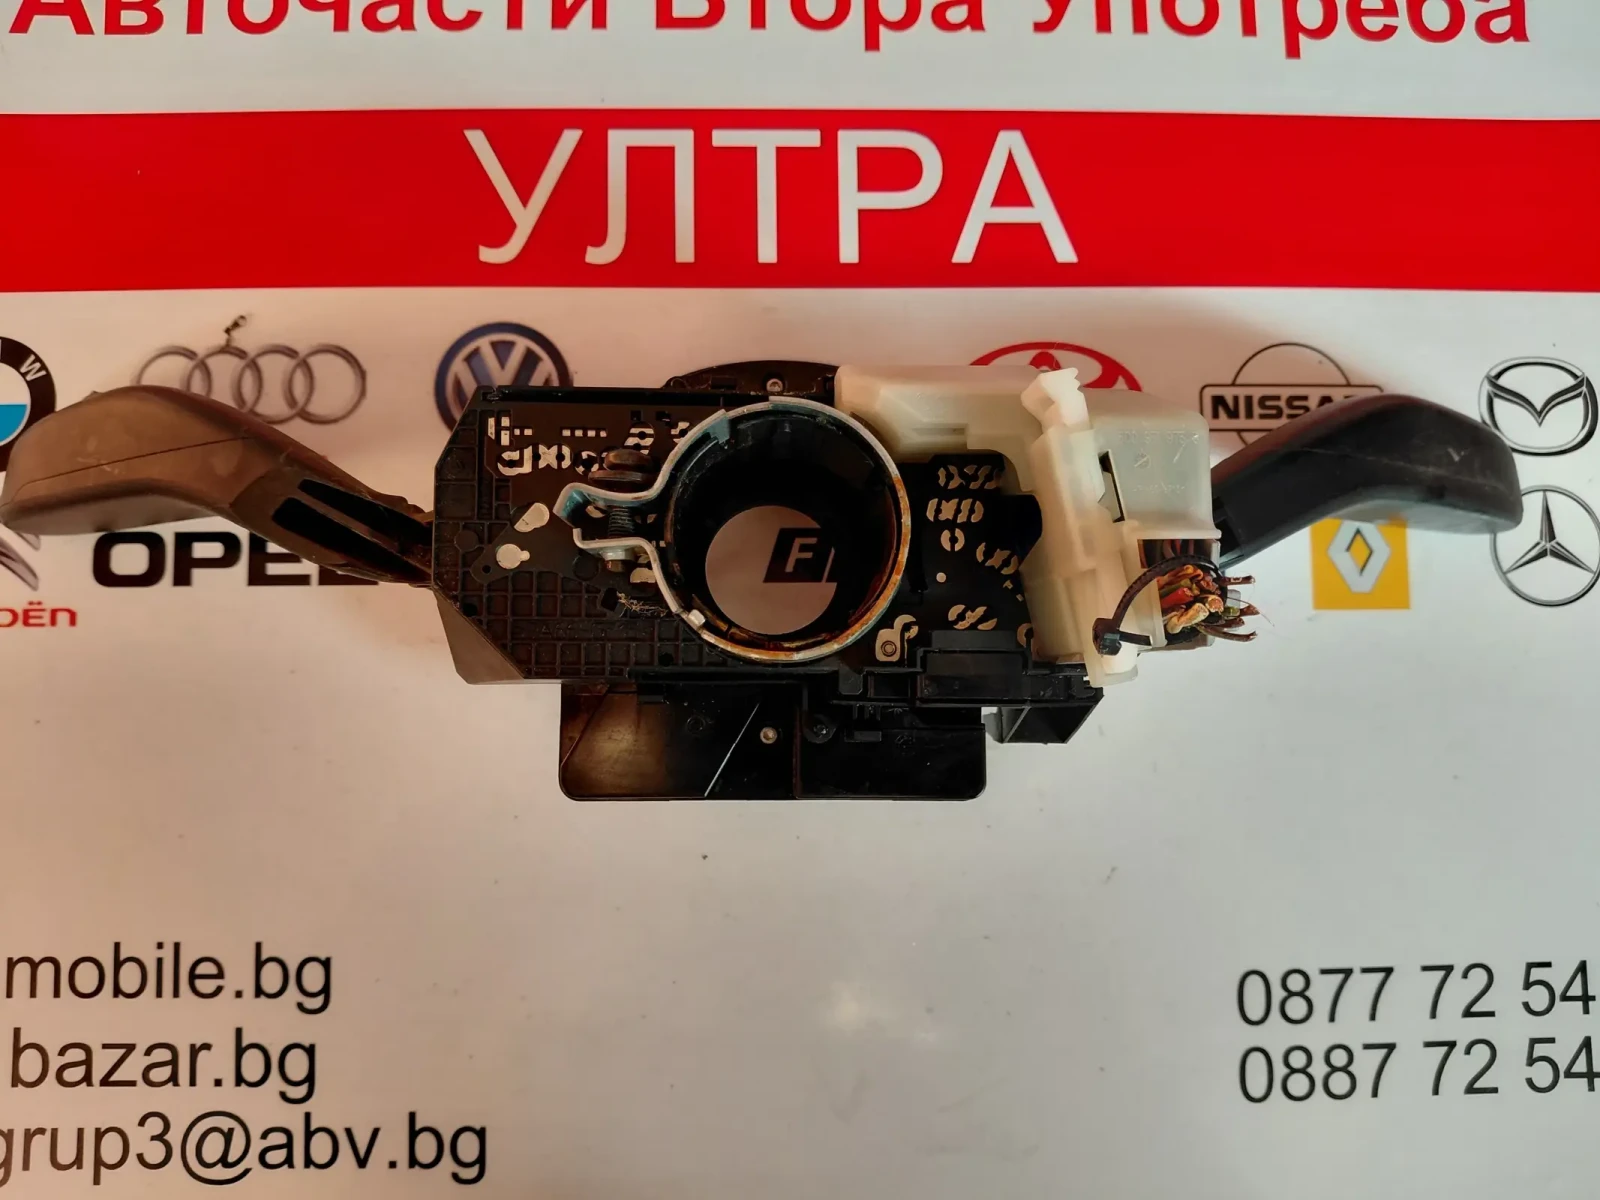 Авточасти Втора Употреба
УЛТРА
NISSAN
OPEL
F
mobile.bg
bazar.bg
grup3@abv.bg
0877 72 54
0887 72 54